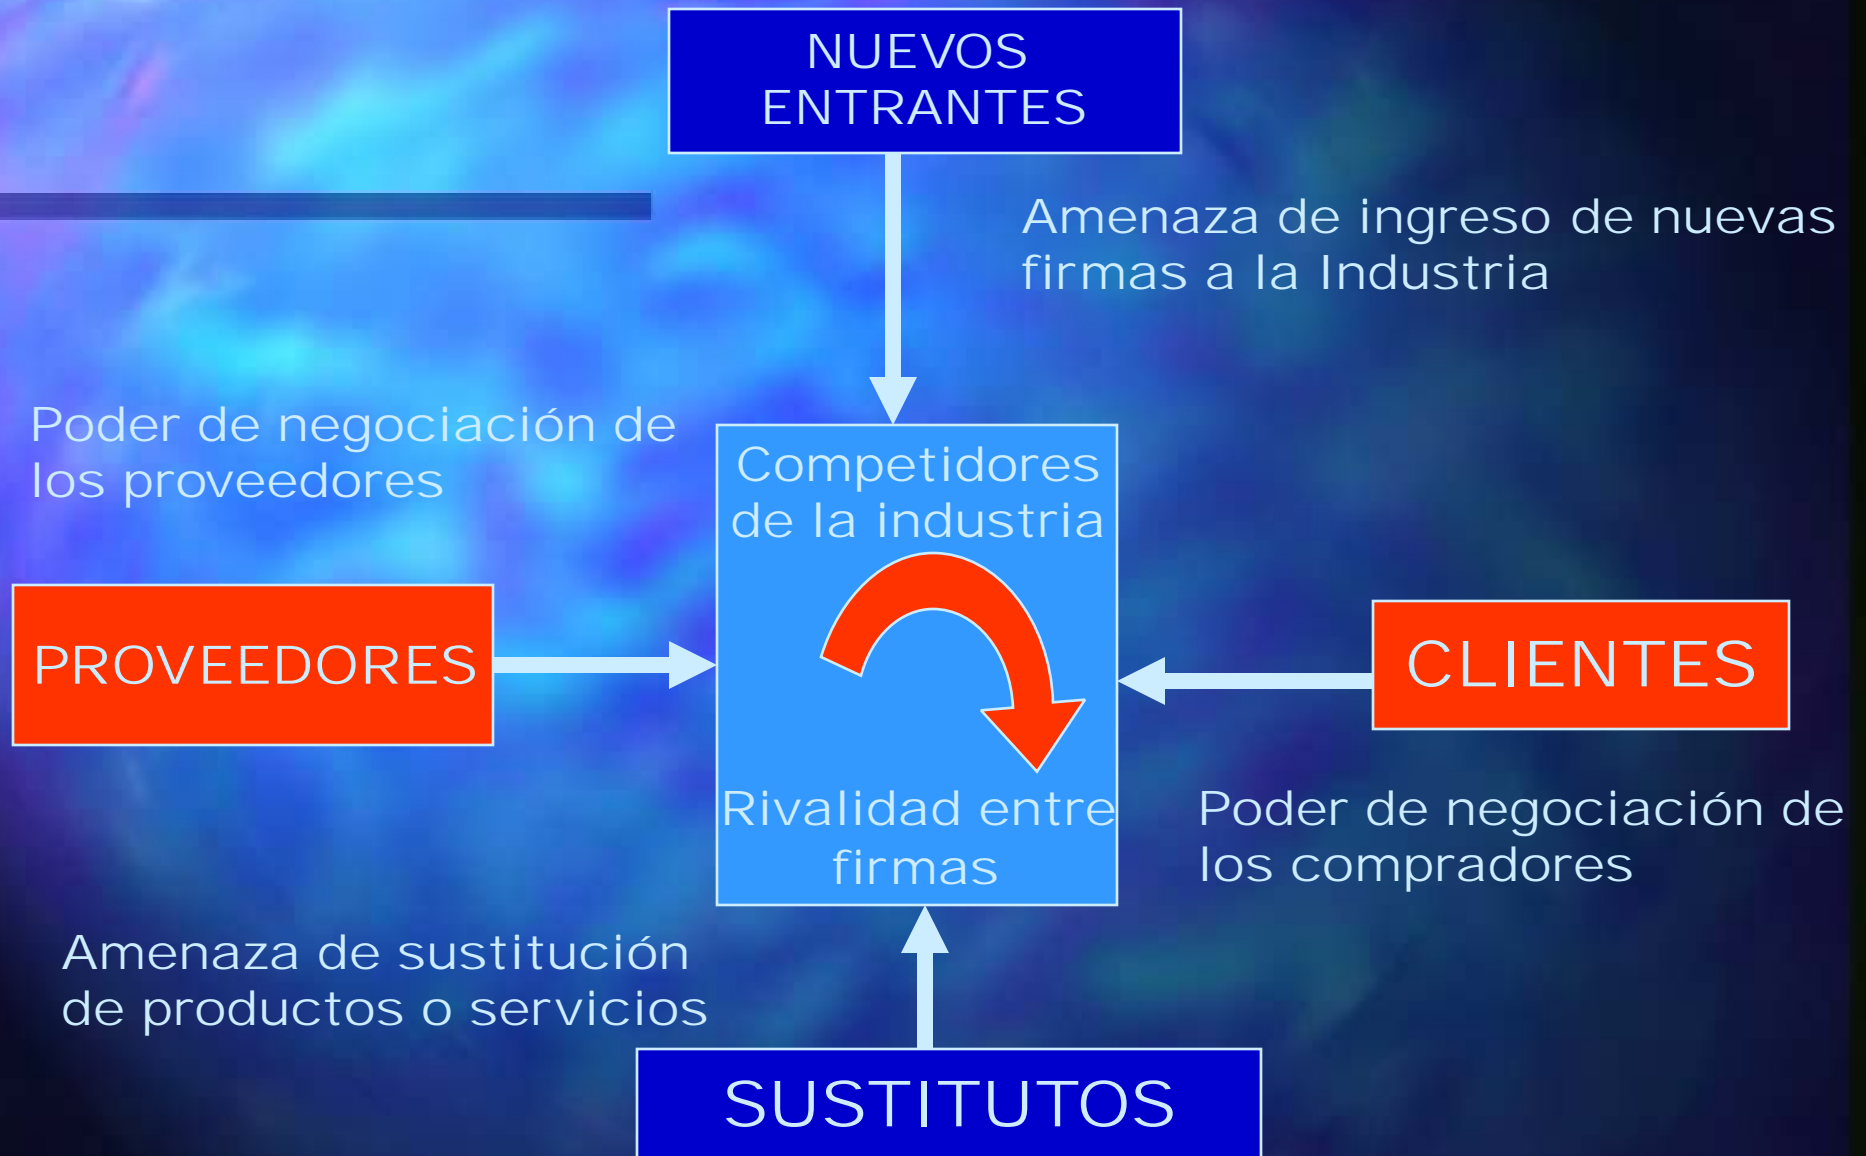 NUEVOS
ENTRANTES
Amenaza de ingreso de nuevas
firmas a la Industria
Poder de negociación de
los proveedores
Competidores
de la industria
PROVEEDORES
CLIENTES
Rivalidad entre
firmas
Poder de negociación de
los compradores
Amenaza de sustitución
de productos o servicios
SUSTITUTOS